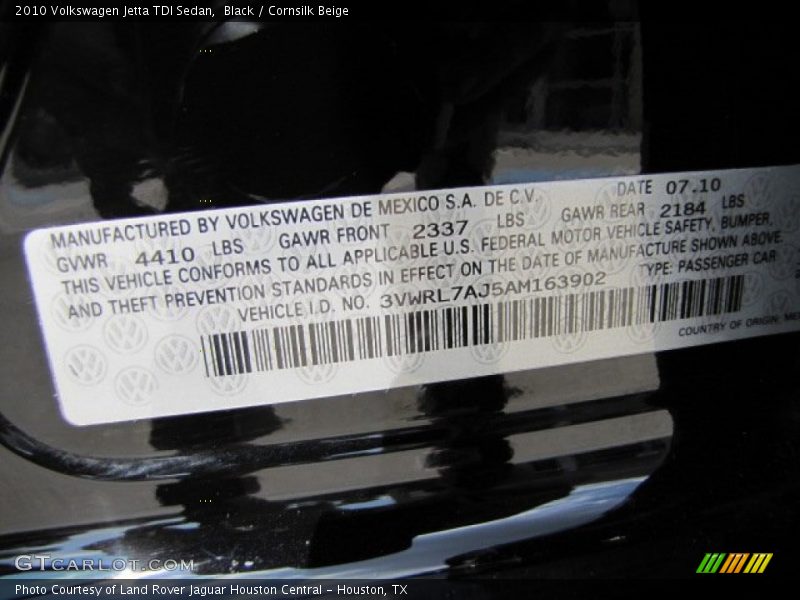 2010 Volkswagen Jetta TDI Sedan, Black / Cornsilk Beige
MANUFACTURED BY VOLKSWAGEN DE MEXICO S.A. DE C.V. DATE 07.10
GVWR 4410 LBS GAWR FRONT 2337 LBS GAWR REAR 2184 LBS
THIS VEHICLE CONFORMS TO ALL APPLICABLE U.S. FEDERAL MOTOR VEHICLE SAFETY, BUMPER,
AND THEFT PREVENTION STANDARDS IN EFFECT ON THE DATE OF MANUFACTURE SHOWN ABOVE.
VEHICLE I.D. NO. 3VWRL7AJ5AM163902 TYPE: PASSENGER CAR
COUNTRY OF ORIGIN:
GTCARLOT.COM
Photo Courtesy of Land Rover Jaguar Houston Central - Houston, TX